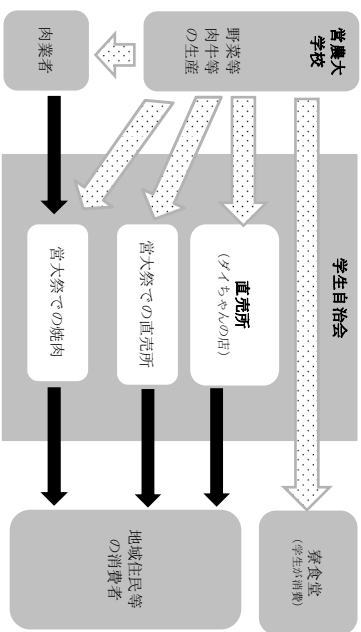 営農大
学校
野菜等
肉牛等
の生産
肉業者
学生自治会
直売所
(ダイちゃんの店)
営大祭での直売所
営大祭での焼肉
寮食堂
(学生が消費)
地域住民等
の消費者